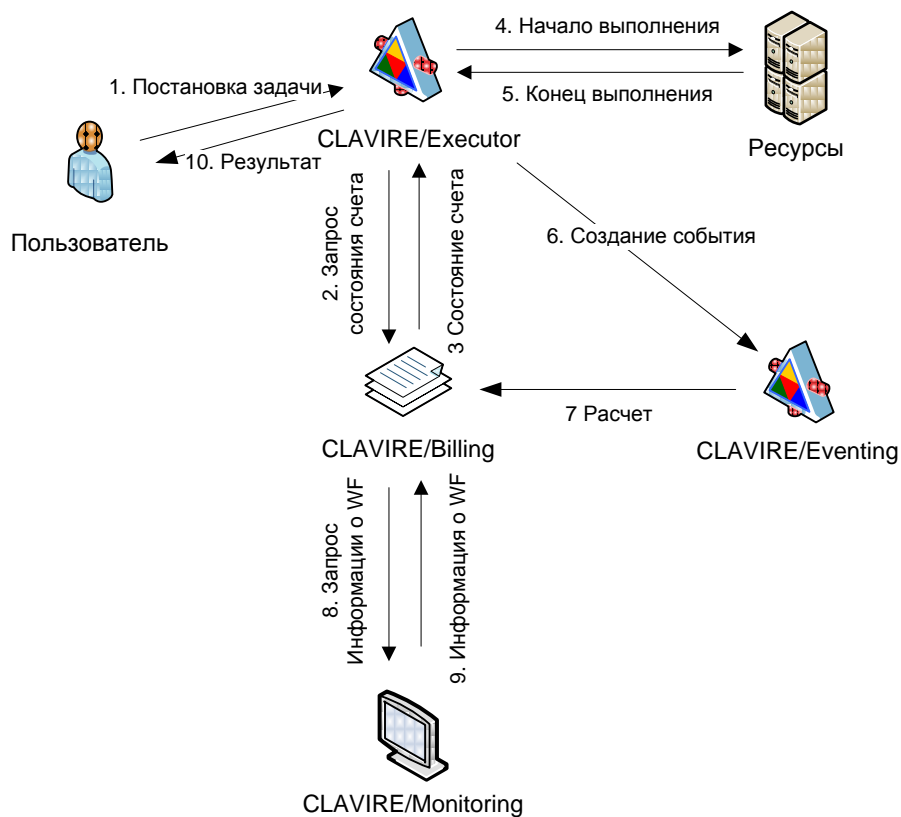 4. Начало выполнения
1. Постановка задачи
5. Конец выполнения
CLAVIRE/Executor
Ресурсы
10. Результат
Пользователь
2. Запрос
состояния счета
3 Состояние счета
6. Создание события
7 Расчет
CLAVIRE/Billing
CLAVIRE/Eventing
8. Запрос
Информации о WF
9. Информация о WF
CLAVIRE/Monitoring